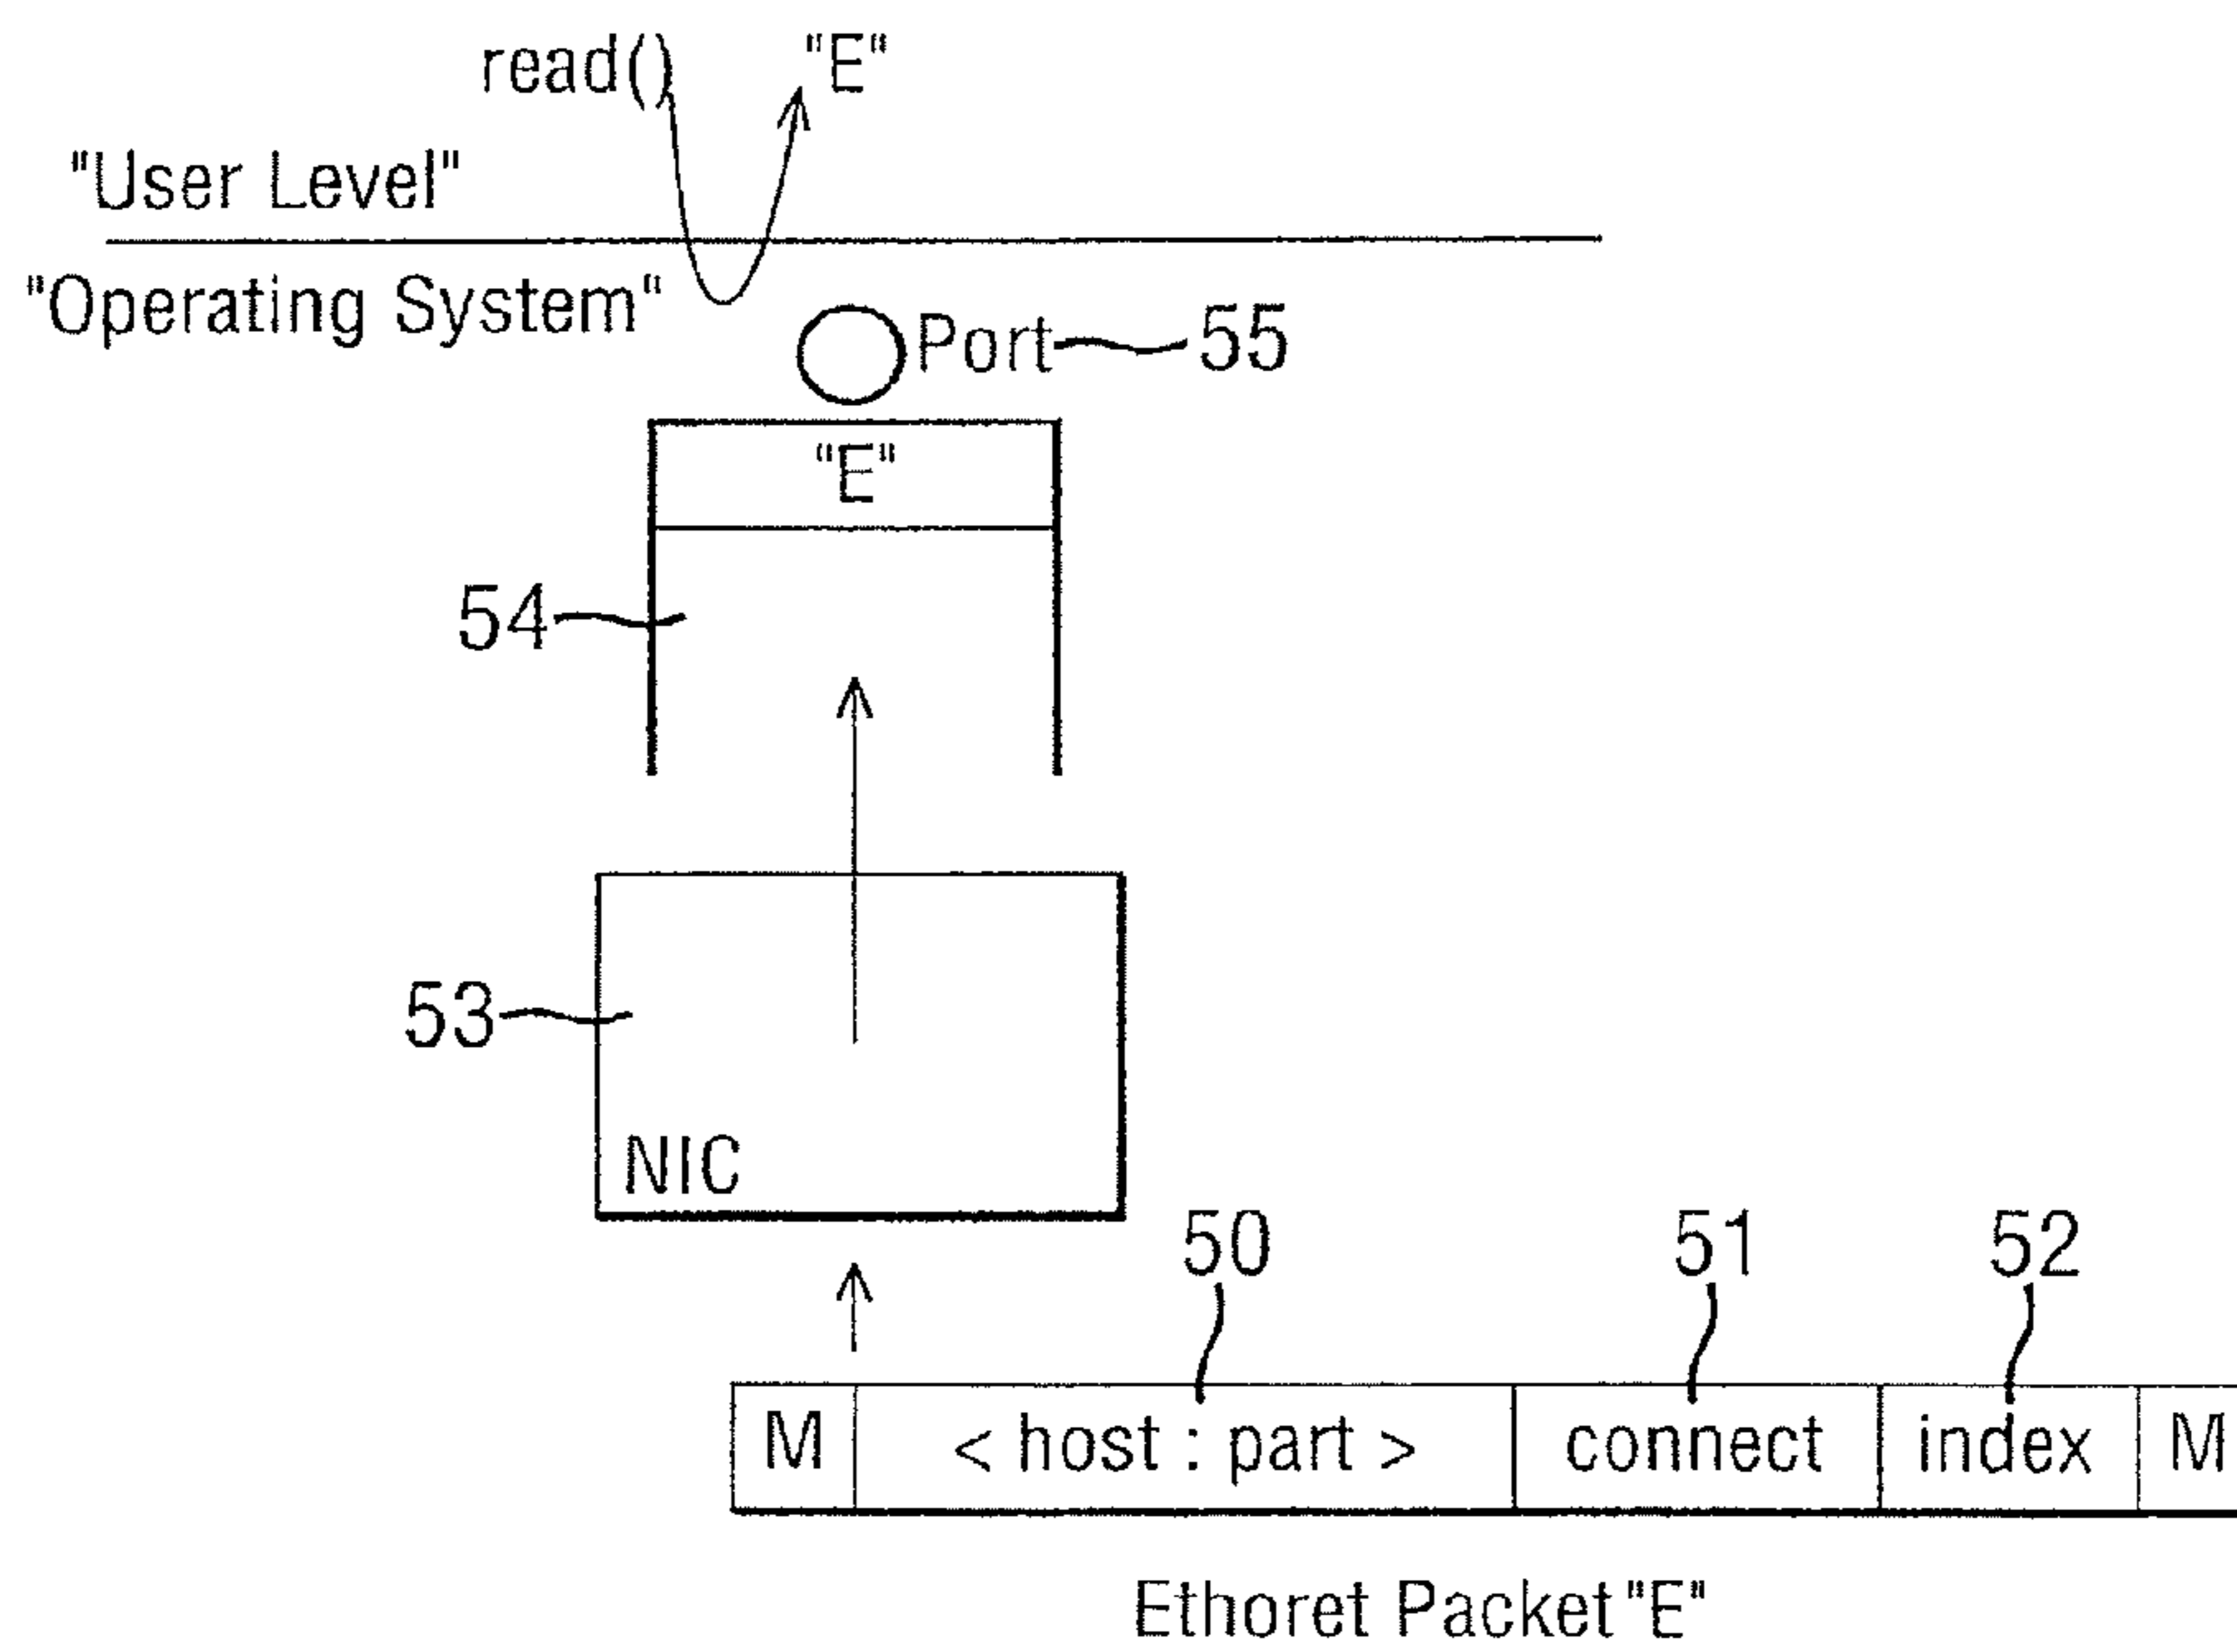 read() "E"
"User Level"
"Operating System"
Port 55
"E"
54
53
NIC
50 51 52
M < host : part > connect index M
Ethoret Packet "E"